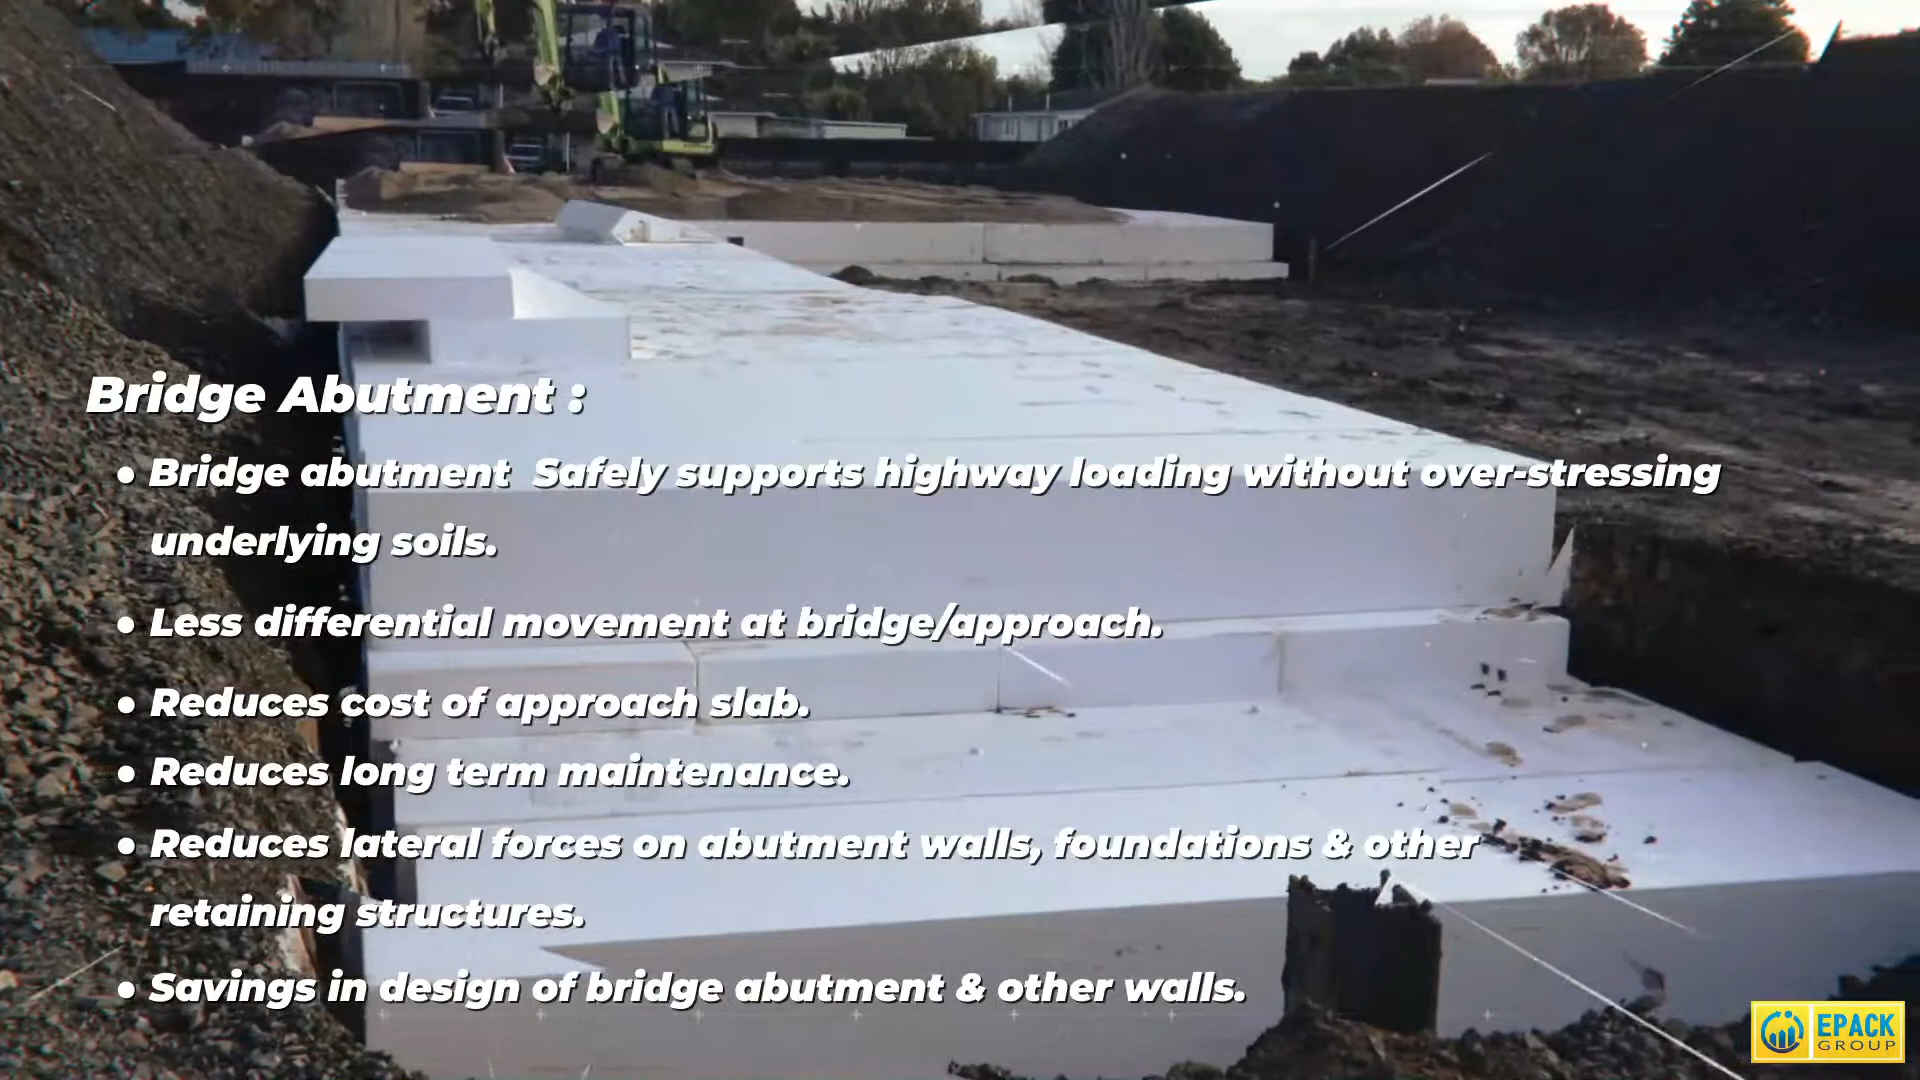 Bridge Abutment :
• Bridge abutment  Safely supports highway loading without over-stressing
underlying soils.
• Less differential movement at bridge/approach.
• Reduces cost of approach slab.
• Reduces long term maintenance.
• Reduces lateral forces on abutment walls, foundations & other
retaining structures.
• Savings in design of bridge abutment & other walls.
EPACK
GROUP